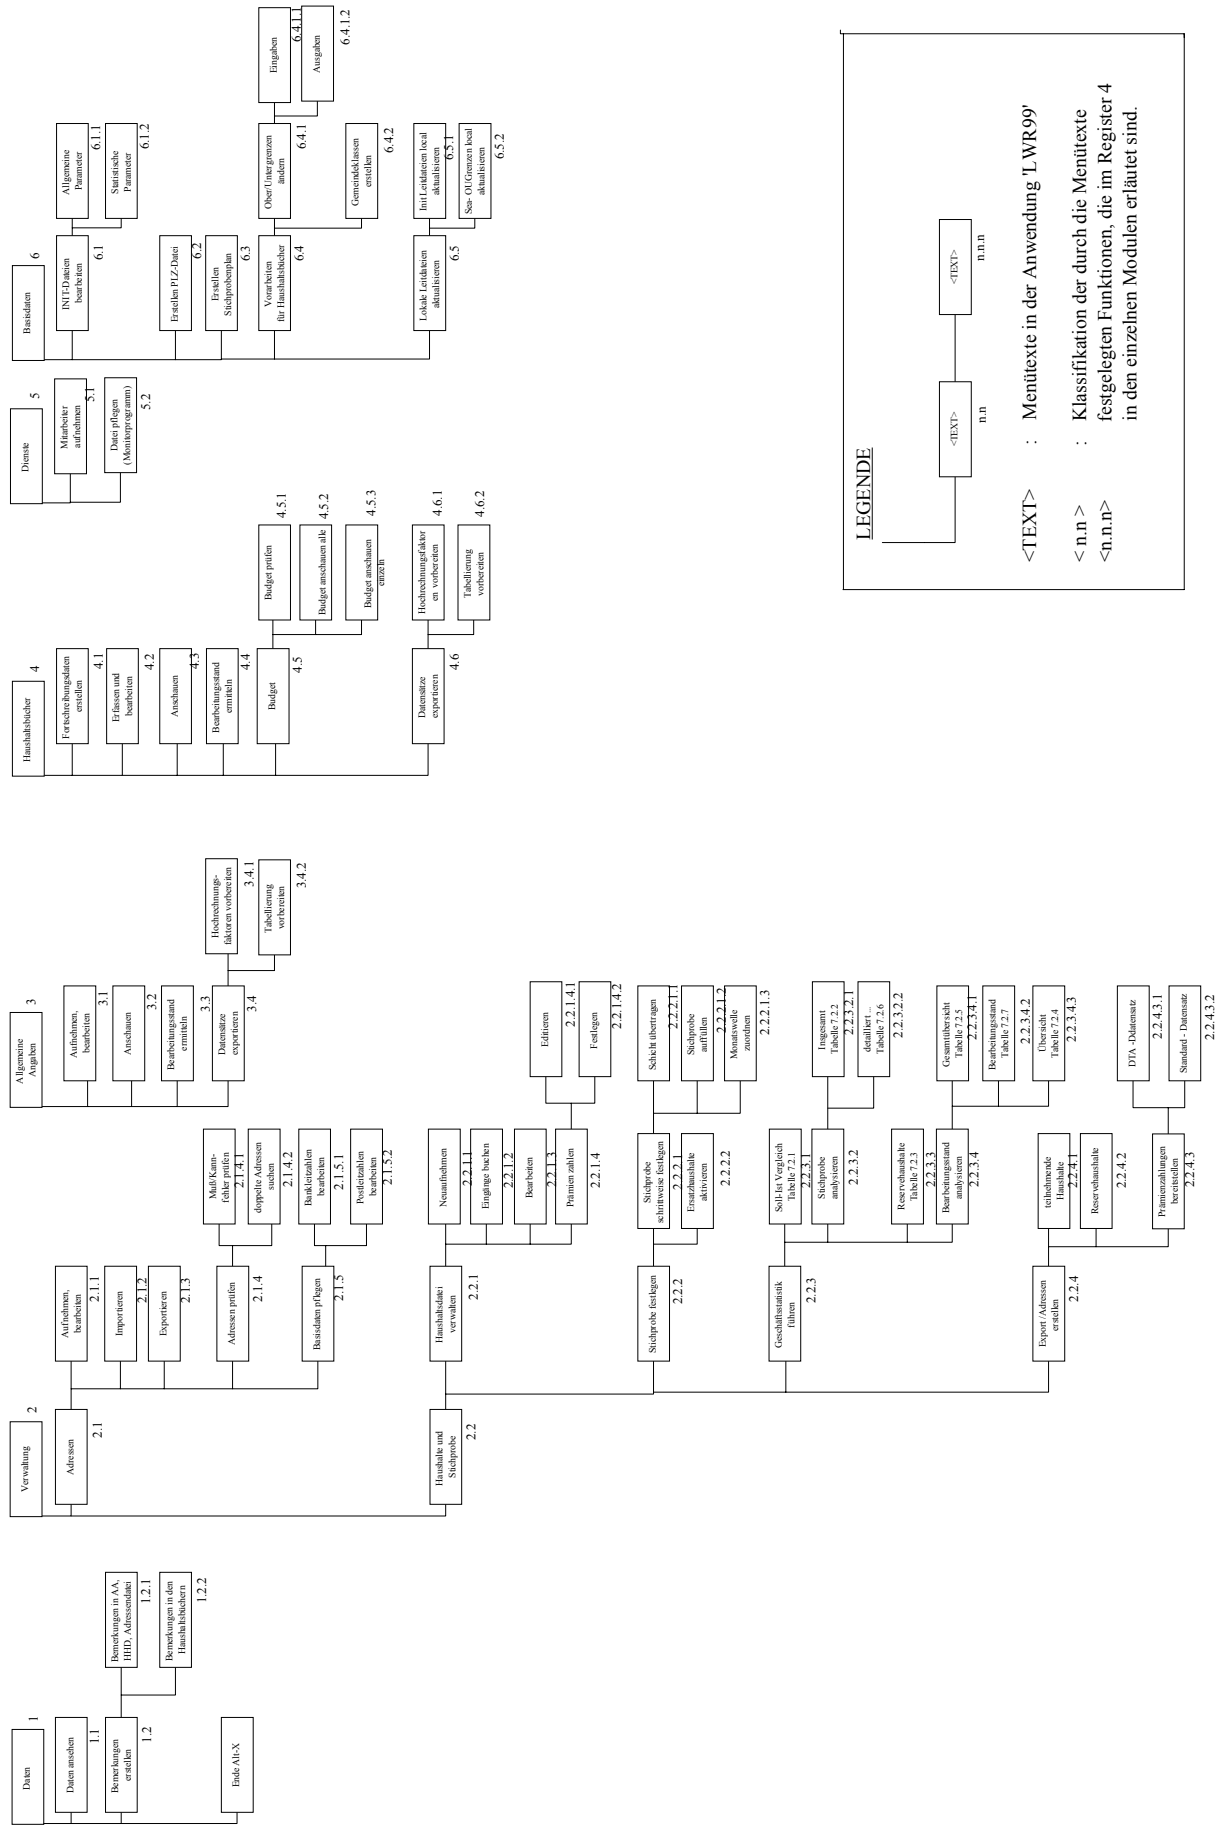 Daten
1
Daten ansehen
1.1
Bemerkungen
erstellen
1.2
Bemerkungen in AA,
HHD, Adressendatei
1.2.1
Bemerkungen in den
Haushaltsbüchern
1.2.2
Ende Alt-X
Verwaltung
2
Adressen
2.1
Aufnehmen,
bearbeiten
2.1.1
Importieren
2.1.2
Exportieren
2.1.3
Adressen prüfen
2.1.4
Muß/Kann-
fehler prüfen
2.1.4.1
doppelte Adressen
suchen
2.1.4.2
Basisdaten pflegen
2.1.5
Bankleitzahlen
bearbeiten
2.1.5.1
Postleitzahlen
bearbeiten
2.1.5.2
Haushalte und
Stichprobe
2.2
Haushaltsdatei
verwalten
2.2.1
Neuaufnehmen
2.2.1.1
Eingänge buchen
2.2.1.2
Bearbeiten
2.2.1.3
Prämien zahlen
2.2.1.4
Editieren
2.2.1.4.1
Festlegen
2.2.1.4.2
Stichprobe festlegen
2.2.2
Stichprobe
schrittweise festlegen
2.2.2.1
Schicht übertragen
2.2.2.1.1
Stichprobe
auffüllen
2.2.2.1.2
Monatswelle
zuordnen
2.2.2.1.3
Ersatzhaushalte
aktivieren
2.2.2.2
Geschäftsstatistik
führen
2.2.3
Soll-Ist Vergleich
Tabelle 7.2.1
2.2.3.1
Stichprobe
analysieren
2.2.3.2
Insgesamt
Tabelle 7.2.2
2.2.3.2.1
detailiert....
Tabelle 7.2.6
2.2.3.2.2
Reservehaushalte
Tabelle 7.2.3
2.2.3.3
Bearbeitungsstand
analysieren
2.2.3.4
Gesamtübersicht
Tabelle 7.2.5
2.2.3.4.1
Bearbeitungsstand
Tabelle 7.2.7
2.2.3.4.2
Übersicht
Tabelle 7.2.4
2.2.3.4.3
Export /Adressen
erstellen
2.2.4
teilnehmende
Haushalte
2.2.4.1
Reservehaushalte
2.2.4.2
Prämienzahlungen
bereitstellen
2.2.4.3
DTA -Ddatensatz
2.2.4.3.1
Standard - Datensatz
2.2.4.3.2
Allgemeine
Angaben
3
Aufnehmen,
bearbeiten
3.1
Anschauen
3.2
Bearbeitungsstand
ermitteln
3.3
Datensätze
exportieren
3.4
Hochrechnungs-
faktoren vorbereiten
3.4.1
Tabellierung
vorbereiten
3.4.2
Haushaltsbücher
4
Fortschreibungsdaten
erstellen
4.1
Erfassen und
bearbeiten
4.2
Anschauen
4.3
Bearbeitungsstand
ermitteln
4.4
Budget
4.5
Budget prüfen
4.5.1
Budget anschauen alle
4.5.2
Budget anschauen
einzeln
4.5.3
Datensätze
exportieren
4.6
Hochrechnungsfaktor
en vorbereiten
4.6.1
Tabellierung
vorbereiten
4.6.2
Dienste
5
Mitarbeiter
aufnehmen
5.1
Datei pflegen
(Monitorprogramm)
5.2
Basisdaten
6
INIT-Dateien
bearbeiten
6.1
Allgemeine
Parameter
6.1.1
Statistische
Parameter
6.1.2
Erstellen PLZ-Datei
6.2
Erstellen
Stichprobenplan
6.3
Vorarbeiten
für Haushaltsbücher
6.4
Ober/Untergrenzen
ändern
6.4.1
Eingaben
6.4.1.1
Ausgaben
6.4.1.2
Gemeindeklassen
erstellen
6.4.2
Lokale Leitdateien
aktualisieren
6.5
Init Leitdateien local
aktualisieren
6.5.1
Sea- OUGrenzen local
aktualisieren
6.5.2
LEGENDE
<TEXT>
n.n
<TEXT>
n.n.n
<TEXT> : Menütexte in der Anwendung 'LWR99'
< n.n > : Klassifikation der durch die Menütexte
<n.n.n> festgelegten Funktionen, die im Register 4
in den einzelnen Modulen erläutet sind.